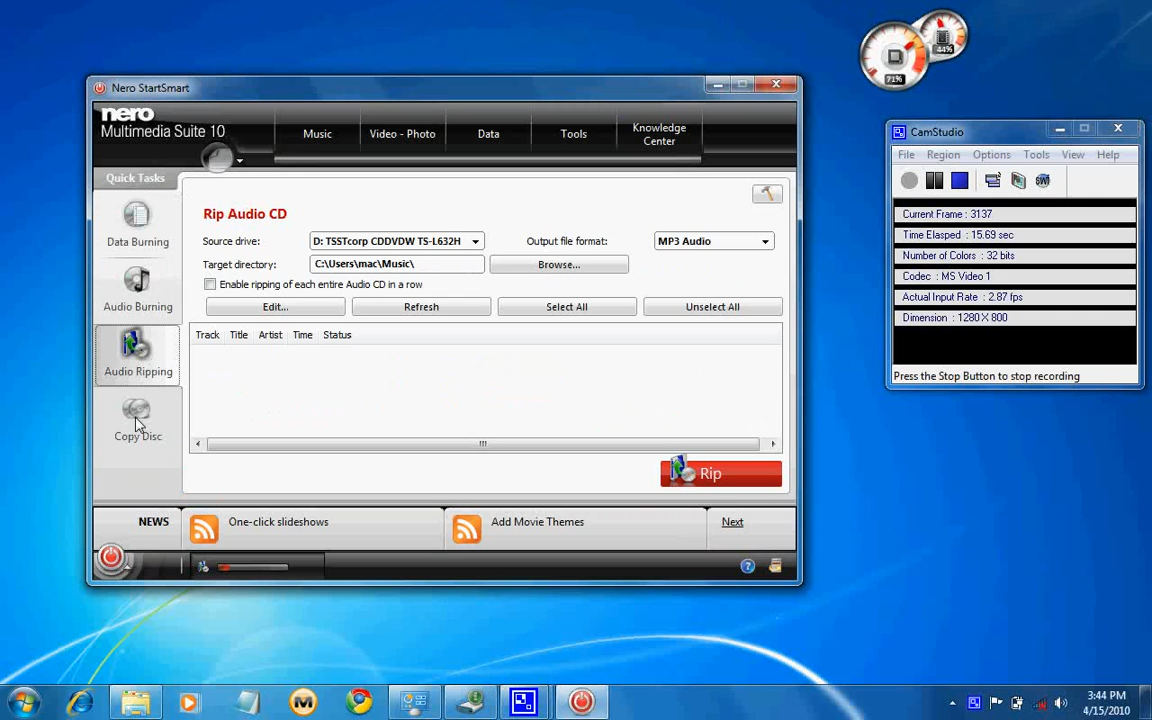 71%
44%
Nero StartSmart
nero
Multimedia Suite 10
Music
Video - Photo
Data
Tools
Knowledge
Center
Quick Tasks
Data Burning
Audio Burning
Audio Ripping
Copy Disc
Rip Audio CD
Source drive:
D: TSSTcorp CDDVDW TS-L632H
Output file format:
MP3 Audio
Target directory:
C:\Users\mac\Music\
Browse...
Enable ripping of each entire Audio CD in a row
Edit...
Refresh
Select All
Unselect All
Track Title Artist Time Status
Rip
NEWS
One-click slideshows
Add Movie Themes
Next
CamStudio
File Region Options Tools View Help
Current Frame : 3137
Time Elasped : 15.69 sec
Number of Colors : 32 bits
Codec : MS Video 1
Actual Input Rate : 2.87 fps
Dimension : 1280 X 800
Press the Stop Button to stop recording
3:44 PM
4/15/2010